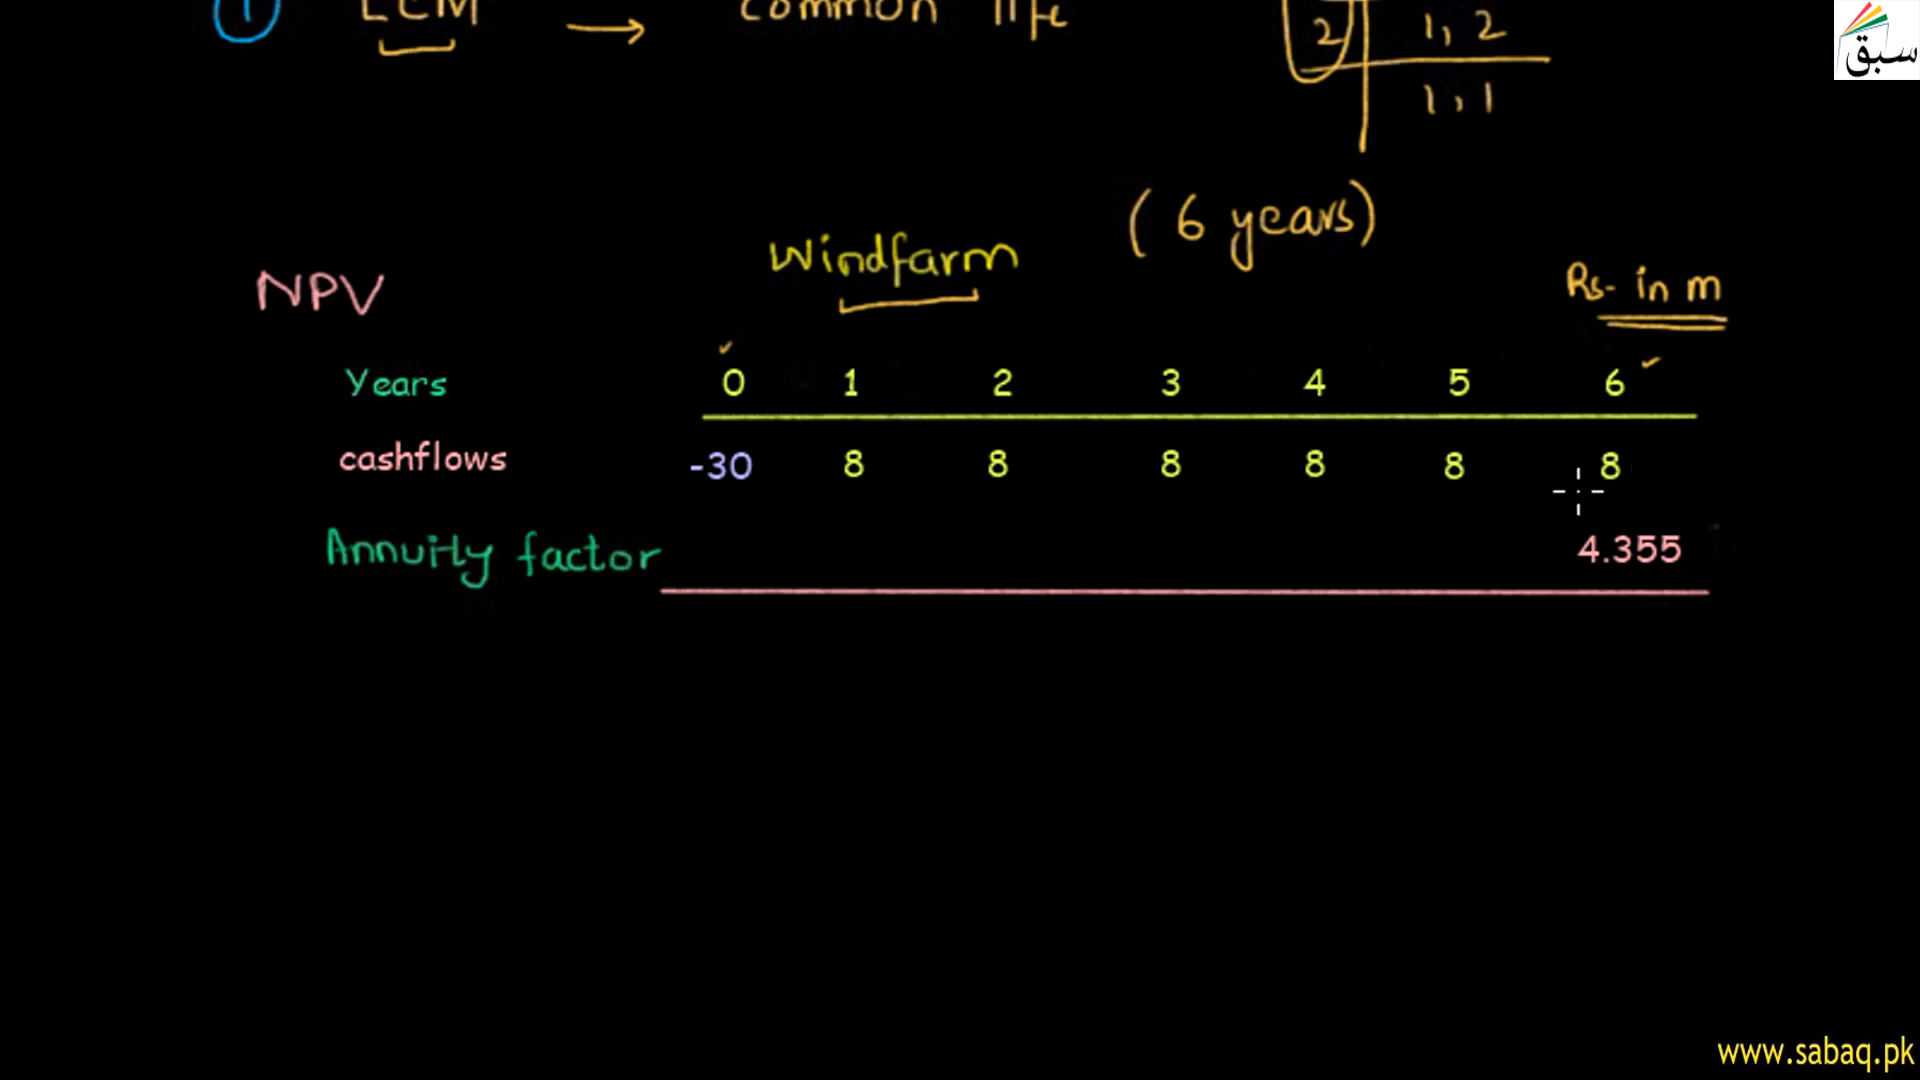 1 LCM → common life
2 | 1, 2
1, 1
سبق
Windfarm (6 years)
NPV
Rs- in m
Years 0 1 2 3 4 5 6
cashflows -30 8 8 8 8 8 8
Annuity factor 4.355
www.sabaq.pk